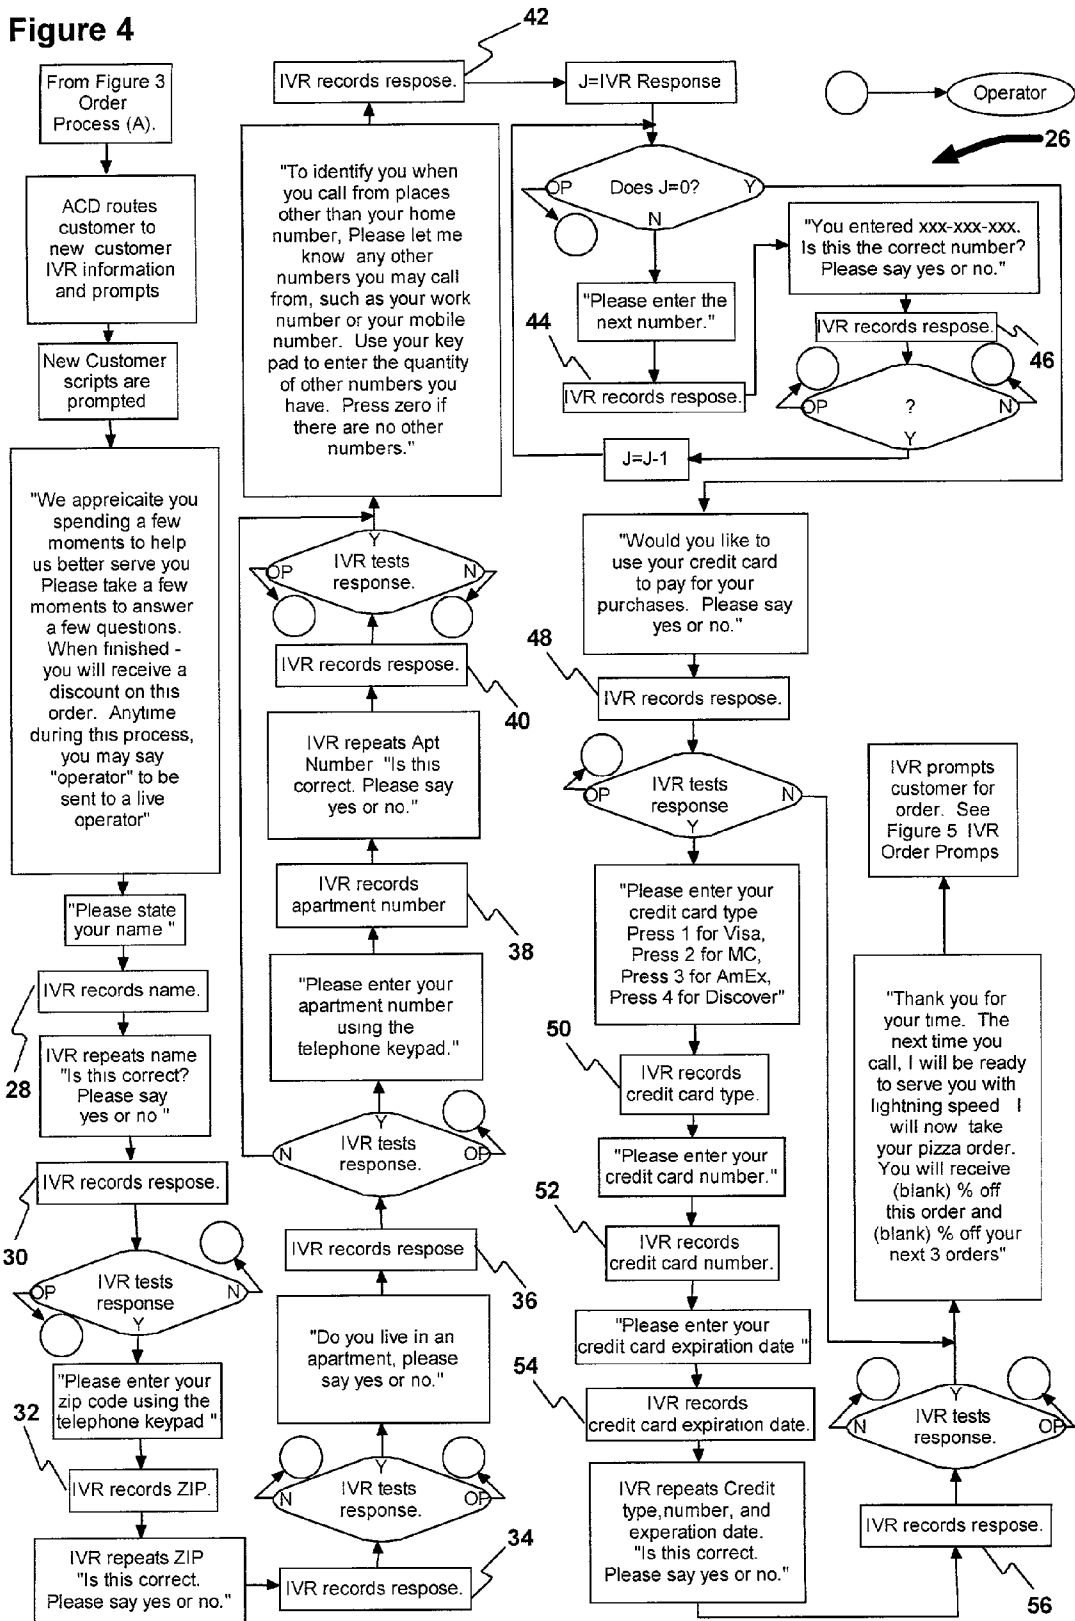 Figure 4
From Figure 3
Order
Process (A).
ACD routes
customer to
new customer
IVR information
and prompts
New Customer
scripts are
prompted
"We appreicaite you
spending a few
moments to help
us better serve you
Please take a few
moments to answer
a few questions.
When finished -
you will receive a
discount on this
order. Anytime
during this process,
you may say
"operator" to be
sent to a live
operator"
"Please state
your name "
IVR records name.
28
IVR repeats name
"Is this correct?
Please say
yes or no "
IVR records respose.
30
IVR tests
response
OP
N
Y
"Please enter your
zip code using the
telephone keypad "
32
IVR records ZIP.
IVR repeats ZIP
"Is this correct.
Please say yes or no."
IVR records respose.
34
IVR tests
response.
Y
N
OP
"Do you live in an
apartment, please
say yes or no."
36
IVR records respose
IVR tests
response.
Y
N
OP
"Please enter your
apartment number
using the
telephone keypad."
38
IVR records
apartment number
IVR repeats Apt
Number "Is this
correct. Please say
yes or no."
40
IVR records respose.
IVR tests
response.
Y
OP
N
"To identify you when
you call from places
other than your home
number, Please let me
know any other
numbers you may call
from, such as your work
number or your mobile
number. Use your key
pad to enter the quantity
of other numbers you
have. Press zero if
there are no other
numbers."
IVR records respose.
42
J=IVR Response
Operator
26
Does J=0?
OP
Y
N
"Please enter the
next number."
44
IVR records respose.
"You entered xxx-xxx-xxx.
Is this the correct number?
Please say yes or no."
IVR records respose.
46
?
OP
N
Y
J=J-1
"Would you like to
use your credit card
to pay for your
purchases. Please say
yes or no."
48
IVR records respose.
IVR tests
response
OP
N
Y
"Please enter your
credit card type
Press 1 for Visa,
Press 2 for MC,
Press 3 for AmEx,
Press 4 for Discover"
50
IVR records
credit card type.
"Please enter your
credit card number."
52
IVR records
credit card number.
"Please enter your
credit card expiration date "
54
IVR records
credit card expiration date.
IVR repeats Credit
type,number, and
experation date.
"Is this correct.
Please say yes or no."
IVR records respose.
56
IVR tests
response.
Y
N
OP
"Thank you for
your time. The
next time you
call, I will be ready
to serve you with
lightning speed I
will now take
your pizza order.
You will receive
(blank) % off
this order and
(blank) % off your
next 3 orders"
IVR prompts
customer for
order. See
Figure 5 IVR
Order Promps